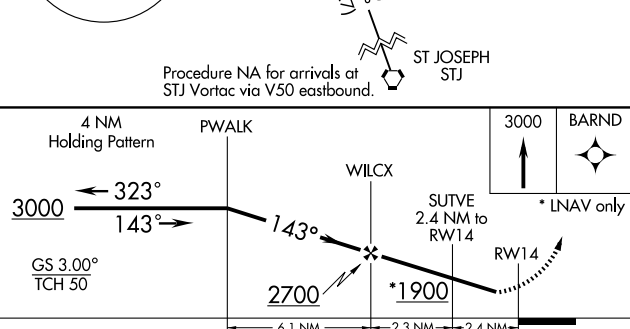 ST JOSEPH
STJ
Procedure NA for arrivals at
STJ Vortac via V50 eastbound.
4 NM
Holding Pattern
PWALK
WILCX
3000
BARND
323°
3000
143°
143°
SUTVE
2.4 NM to
RW14
* LNAV only
RW14
GS 3.00°
TCH 50
2700
*1900
6.1 NM
2.3 NM
2.4 NM